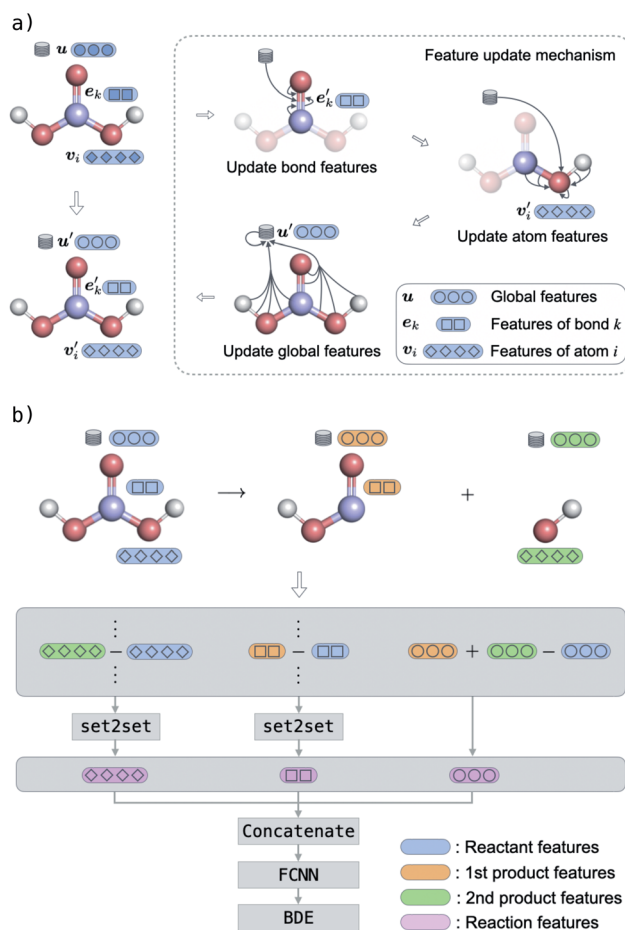 a)
u
e_k
v_i
u′
e′_k
v′_i
Feature update mechanism
e′_k
Update bond features
v′_i
Update atom features
u′
Update global features
u Global features
e_k Features of bond k
v_i Features of atom i
b)
→ +
− − + −
set2set set2set
Concatenate
FCNN
BDE
: Reactant features
: 1st product features
: 2nd product features
: Reaction features